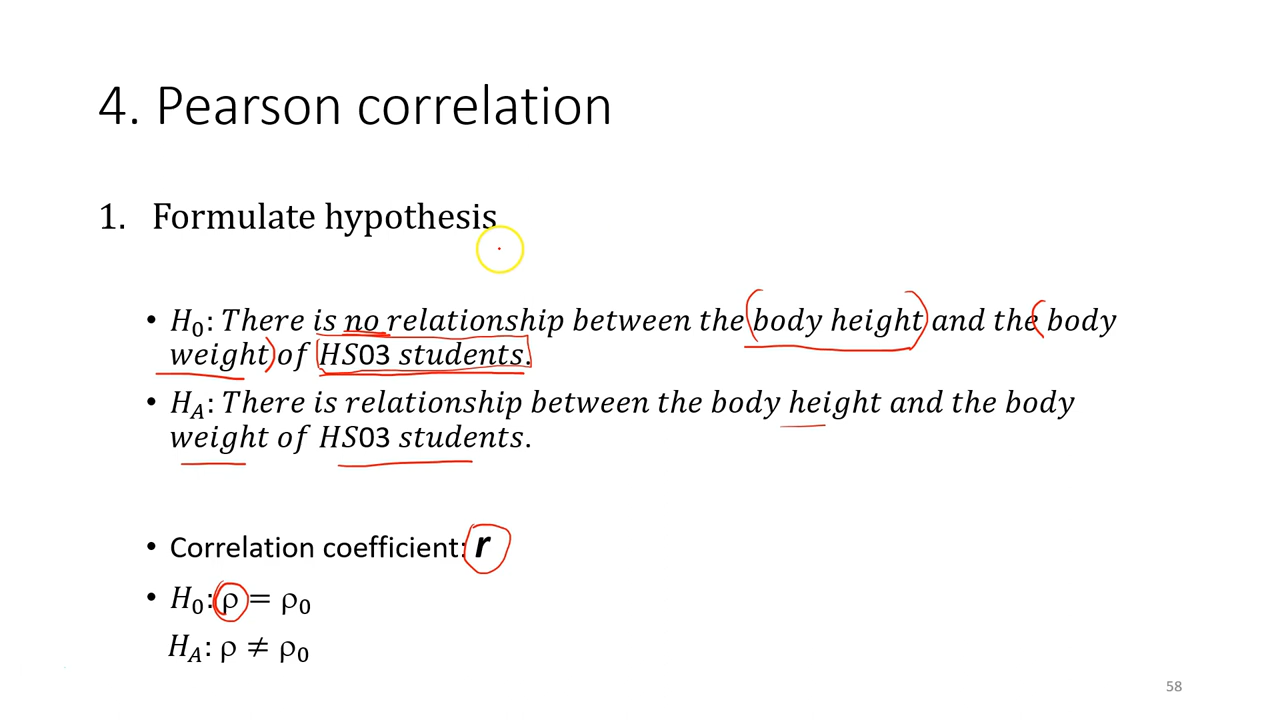 4. Pearson correlation
1. Formulate hypothesis
• H₀: There is no relationship between the body height and the body
weight of HS03 students.
• H_A: There is relationship between the body height and the body
weight of HS03 students.
• Correlation coefficient: r
• H₀: ρ = ρ₀
H_A: ρ ≠ ρ₀
58